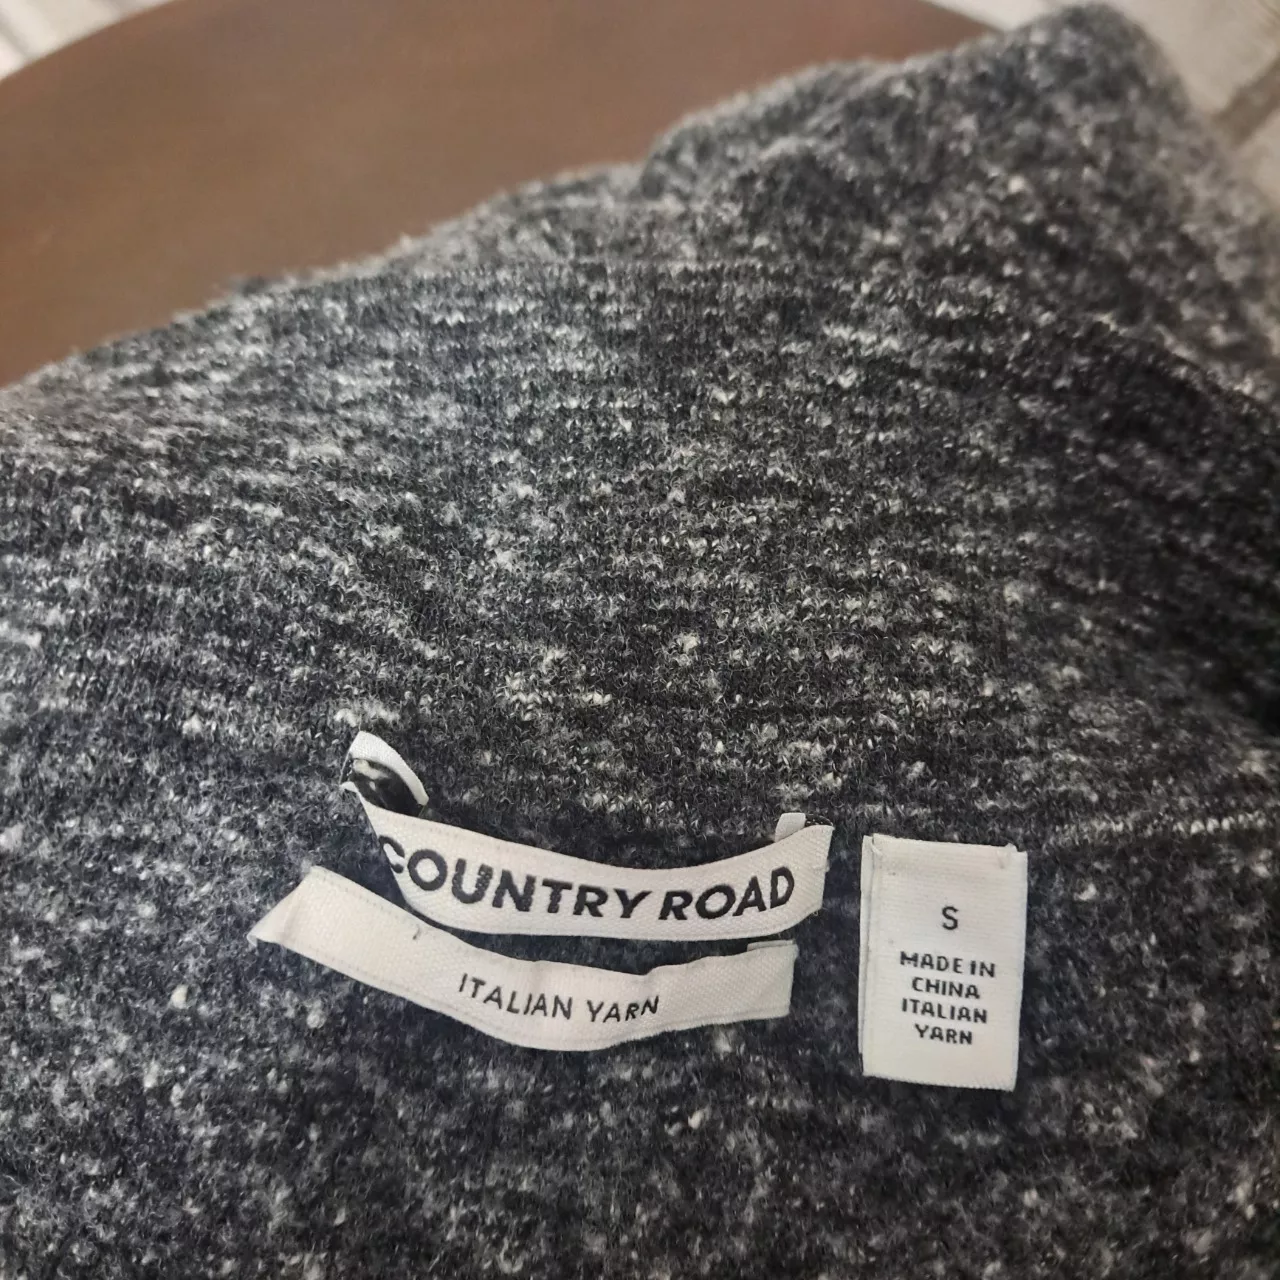 COUNTRY ROAD
ITALIAN YARN
S
MADE IN
CHINA
ITALIAN
YARN